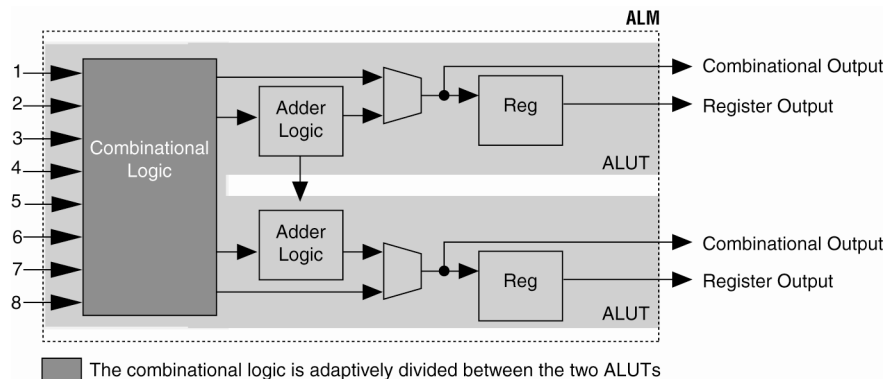 ALM
1
2
3
4
5
6
7
8
Combinational
Logic
Adder
Logic
Reg
ALUT
Combinational Output
Register Output
Adder
Logic
Reg
ALUT
Combinational Output
Register Output
The combinational logic is adaptively divided between the two ALUTs